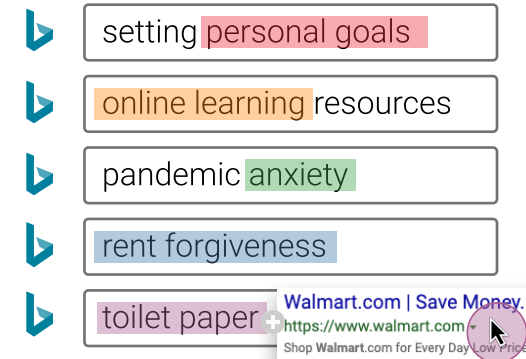 setting personal goals
online learning resources
pandemic anxiety
rent forgiveness
toilet paper
Walmart.com | Save Money.
https://www.walmart.com
Shop Walmart.com for Every Day Low Price